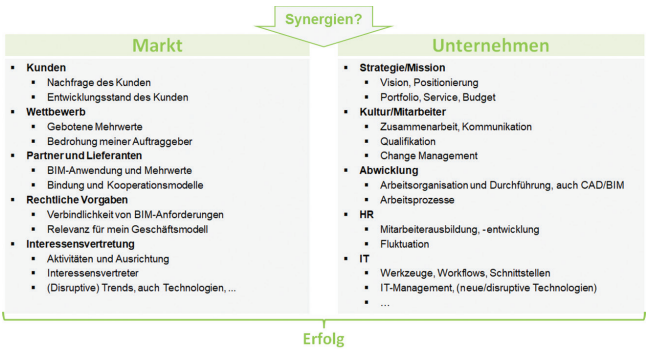 Synergien?
Markt
▪ Kunden
▪ Nachfrage des Kunden
▪ Entwicklungsstand des Kunden
▪ Wettbewerb
▪ Gebotene Mehrwerte
▪ Bedrohung meiner Auftraggeber
▪ Partner und Lieferanten
▪ BIM-Anwendung und Mehrwerte
▪ Bindung und Kooperationsmodelle
▪ Rechtliche Vorgaben
▪ Verbindlichkeit von BIM-Anforderungen
▪ Relevanz für mein Geschäftsmodell
▪ Interessensvertretung
▪ Aktivitäten und Ausrichtung
▪ Interessensvertreter
▪ (Disruptive) Trends, auch Technologien, ...
Unternehmen
▪ Strategie/Mission
▪ Vision, Positionierung
▪ Portfolio, Service, Budget
▪ Kultur/Mitarbeiter
▪ Zusammenarbeit, Kommunikation
▪ Qualifikation
▪ Change Management
▪ Abwicklung
▪ Arbeitsorganisation und Durchführung, auch CAD/BIM
▪ Arbeitsprozesse
▪ HR
▪ Mitarbeiterausbildung, -entwicklung
▪ Fluktuation
▪ IT
▪ Werkzeuge, Workflows, Schnittstellen
▪ IT-Management, (neue/disruptive Technologien)
▪ ...
Erfolg